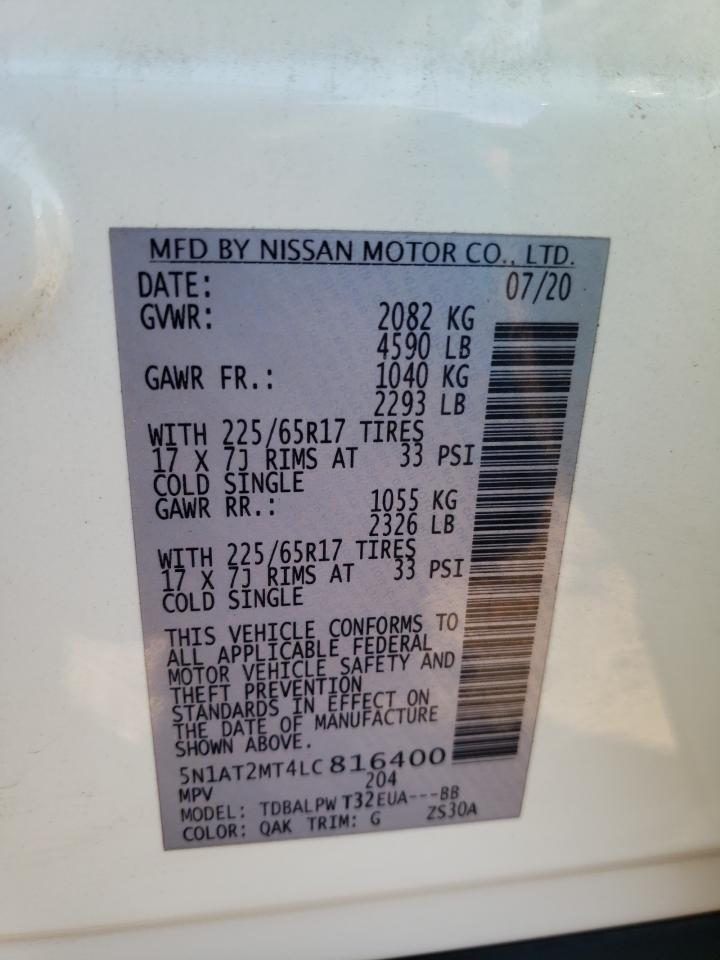 MFD BY NISSAN MOTOR CO., LTD.
DATE: 07/20
GVWR: 2082 KG
4590 LB
GAWR FR.: 1040 KG
2293 LB
WITH 225/65R17 TIRES
17 X 7J RIMS AT 33 PSI
COLD SINGLE
GAWR RR.: 1055 KG
2326 LB
WITH 225/65R17 TIRES
17 X 7J RIMS AT 33 PSI
COLD SINGLE
THIS VEHICLE CONFORMS TO
ALL APPLICABLE FEDERAL
MOTOR VEHICLE SAFETY AND
THEFT PREVENTION
STANDARDS IN EFFECT ON
THE DATE OF MANUFACTURE
SHOWN ABOVE.
5N1AT2MT4LC816400
MPV 204
MODEL: TDBALPW T32EUA---BB
COLOR: QAK TRIM: G ZS30A